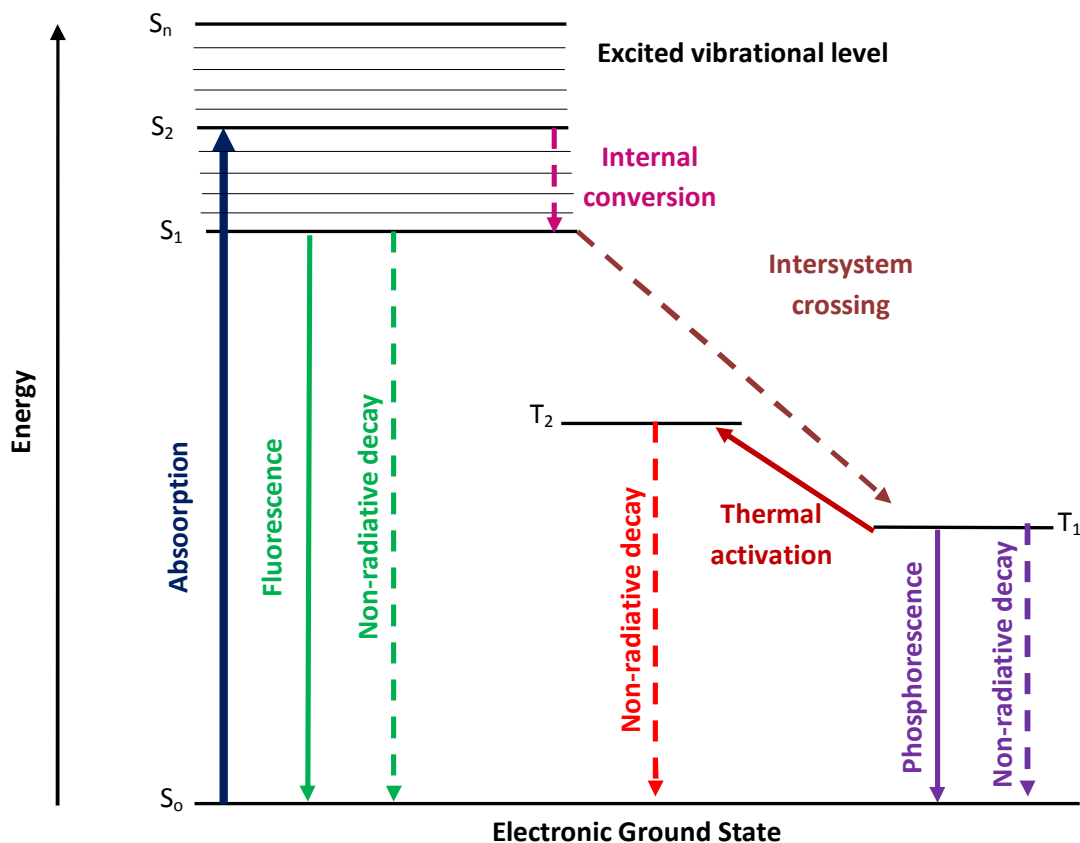 Sn
Excited vibrational level
S2
Internal
conversion
S1
Intersystem
crossing
T2
Energy
Absoorption
Fluorescence
Non-radiative decay
Non-radiative decay
Thermal
activation
T1
Phosphorescence
Non-radiative decay
So
Electronic Ground State